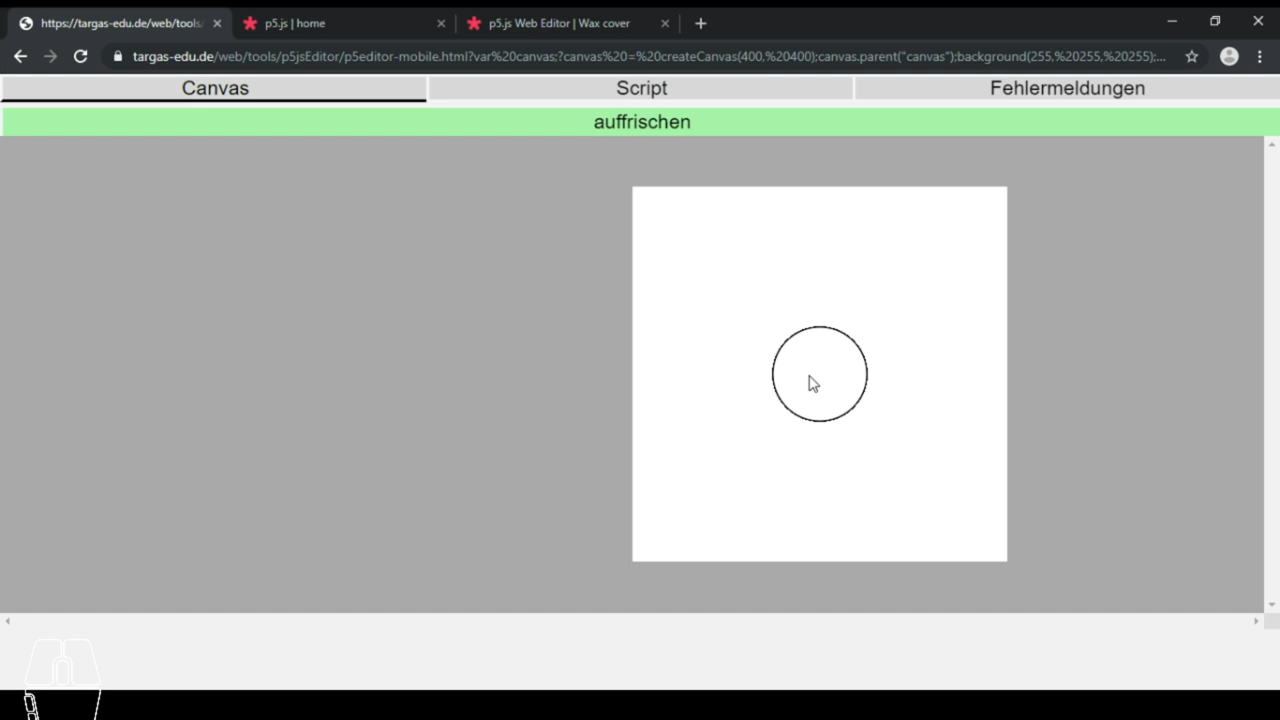 https://targas-edu.de/web/tools
p5.js | home
p5.js Web Editor | Wax cover
targas-edu.de/web/tools/p5jsEditor/p5editor-mobile.html?var%20canvas;?canvas%20=%20createCanvas(400,%20400);canvas.parent("canvas");background(255,%20255,%20255);...
Canvas
Script
Fehlermeldungen
auffrischen